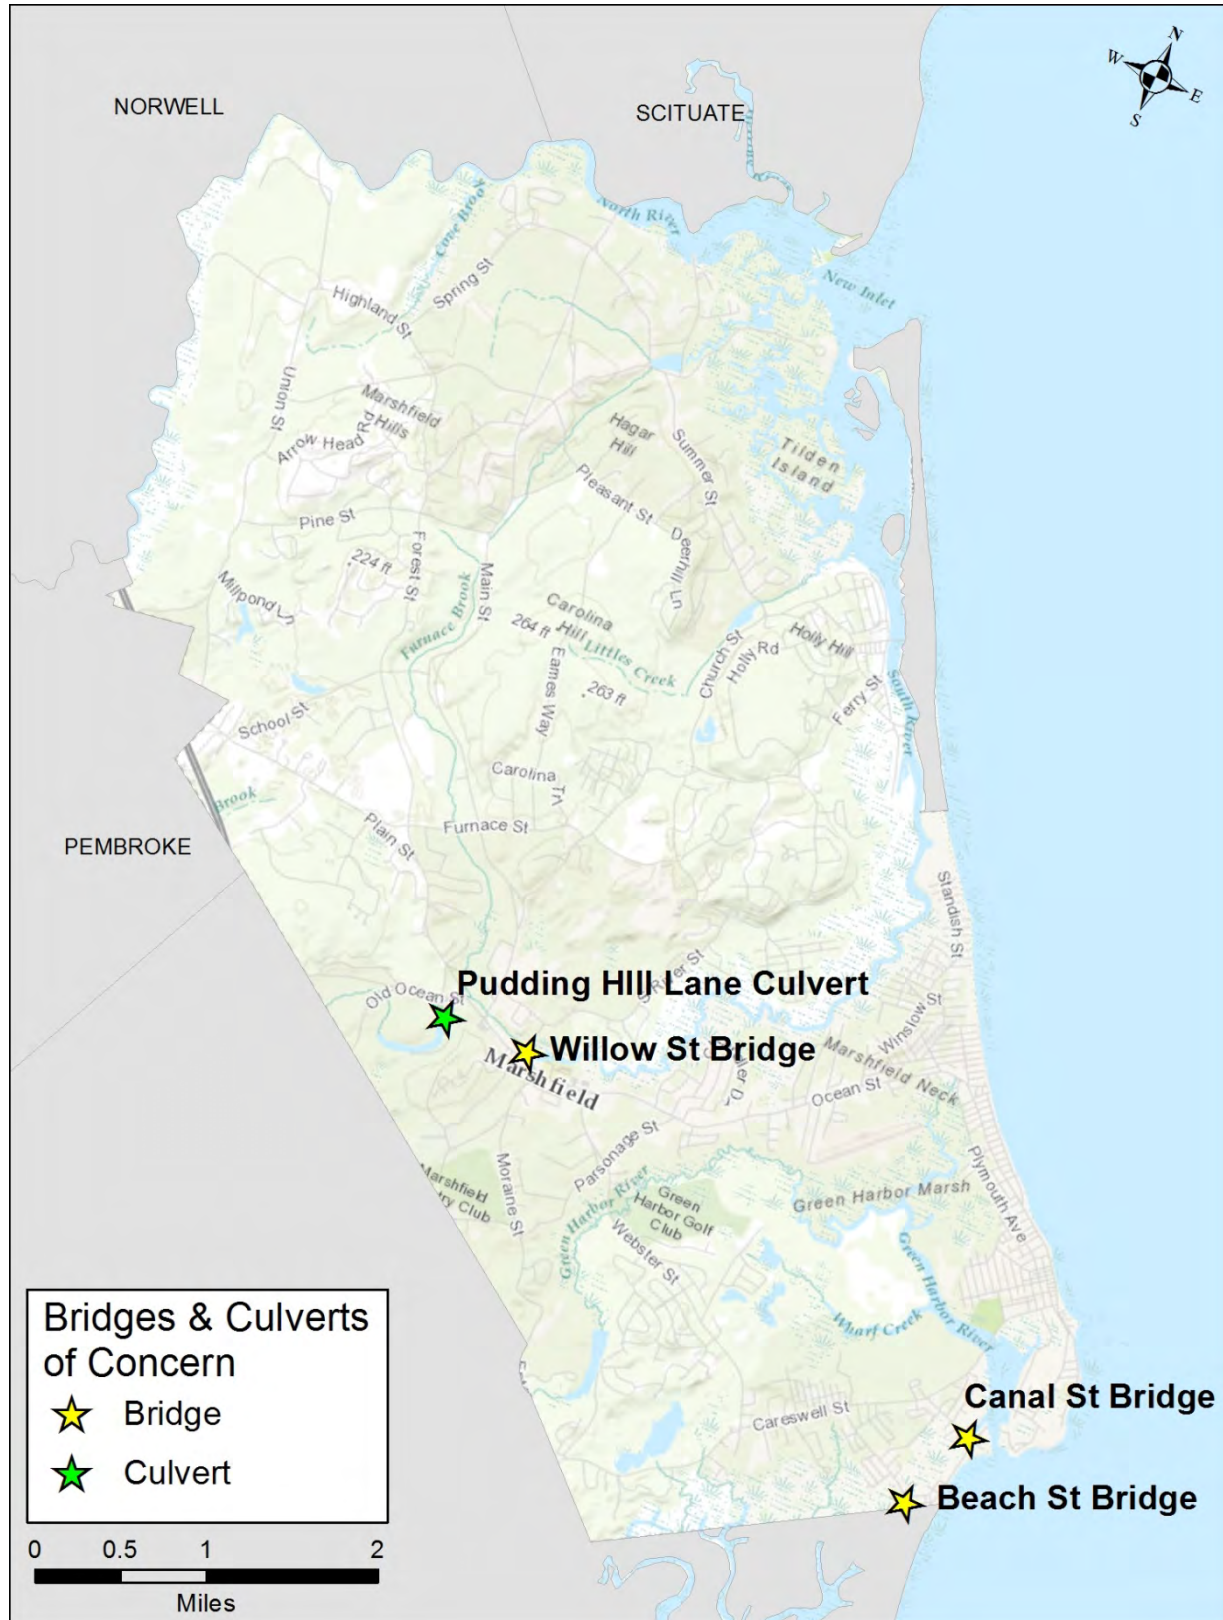 N
W
E
S
NORWELL
SCITUATE
North River
New Inlet
Cove Brook
Spring St
Highland St
Union St
Marshfield
Hills
Arrow Head Rd
Hagar
Hill
Summer St
Tilden
Island
Pleasant St
Deerhill Ln
Pine St
224 ft
Forest St
Main St
Millpond Ln
Furnace Brook
Carolina
Hill
264 ft
Littles Creek
Eames Way
263 ft
Church St
Holly Rd
Holly Hill
Ferry St
South River
School St
Carolina Trl
Brook
Plain St
Furnace St
PEMBROKE
Standish St
Pudding HIll Lane Culvert
S River St
Old Ocean St
Willow St Bridge
Marshfield
Winslow St
Marshfield Neck
Ocean St
Parsonage St
Plymouth Ave
Moraine St
Marshfield
try Club
Green Harbor River
Green
Harbor Golf
Club
Green Harbor Marsh
Webster St
Green Harbor River
Wharf Creek
Careswell St
Canal St Bridge
Beach St Bridge
Bridges & Culverts
of Concern
Bridge
Culvert
0 0.5 1 2
Miles